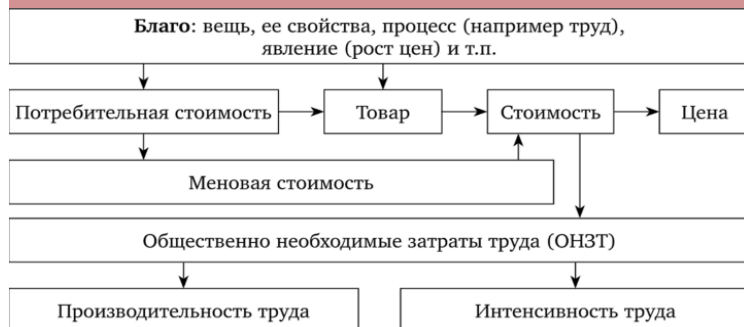 Благо: вещь, ее свойства, процесс (например труд),
явление (рост цен) и т.п.
Потребительная стоимость
Товар
Стоимость
Цена
Меновая стоимость
Общественно необходимые затраты труда (ОНЗТ)
Производительность труда
Интенсивность труда